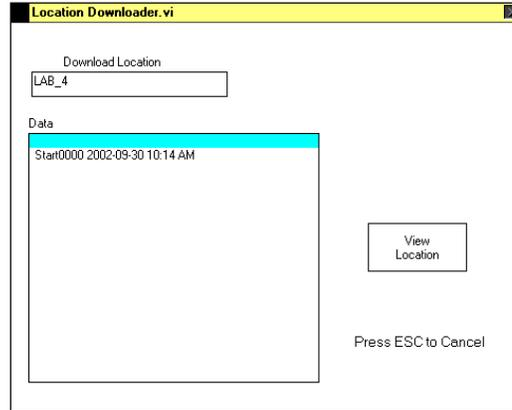 Location Downloader.vi
Download Location
LAB_4
Data
Start0000 2002-09-30 10:14 AM
View
Location
Press ESC to Cancel